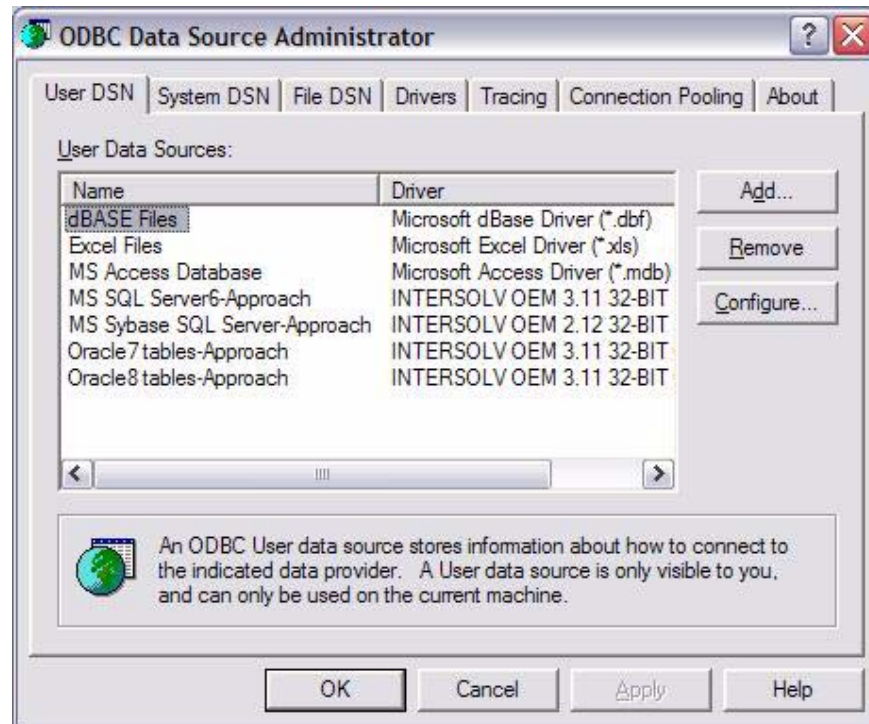 ODBC Data Source Administrator
User DSN System DSN File DSN Drivers Tracing Connection Pooling About
User Data Sources:
Name Driver
dBASE Files Microsoft dBase Driver (*.dbf)
Excel Files Microsoft Excel Driver (*.xls)
MS Access Database Microsoft Access Driver (*.mdb)
MS SQL Server6-Approach INTERSOLV OEM 3.11 32-BIT
MS Sybase SQL Server-Approach INTERSOLV OEM 2.12 32-BIT
Oracle7 tables-Approach INTERSOLV OEM 3.11 32-BIT
Oracle8 tables-Approach INTERSOLV OEM 3.11 32-BIT
Add...
Remove
Configure...
An ODBC User data source stores information about how to connect to
the indicated data provider. A User data source is only visible to you,
and can only be used on the current machine.
OK Cancel Apply Help